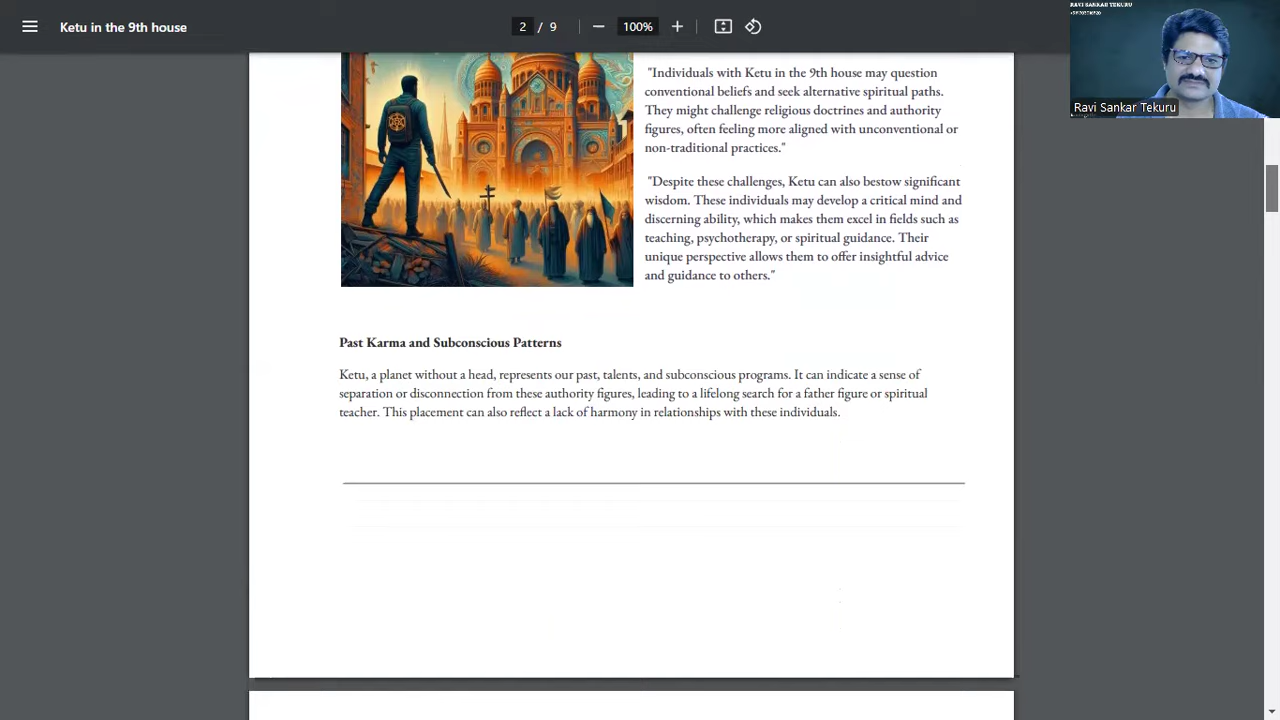 Ketu in the 9th house
2 / 9
100%
RAVI SANKAR TEKURU
Ravi Sankar Tekuru
"Individuals with Ketu in the 9th house may question
conventional beliefs and seek alternative spiritual paths.
They might challenge religious doctrines and authority
figures, often feeling more aligned with unconventional or
non-traditional practices."
"Despite these challenges, Ketu can also bestow significant
wisdom. These individuals may develop a critical mind and
discerning ability, which makes them excel in fields such as
teaching, psychotherapy, or spiritual guidance. Their
unique perspective allows them to offer insightful advice
and guidance to others."
Past Karma and Subconscious Patterns
Ketu, a planet without a head, represents our past, talents, and subconscious programs. It can indicate a sense of
separation or disconnection from these authority figures, leading to a lifelong search for a father figure or spiritual
teacher. This placement can also reflect a lack of harmony in relationships with these individuals.